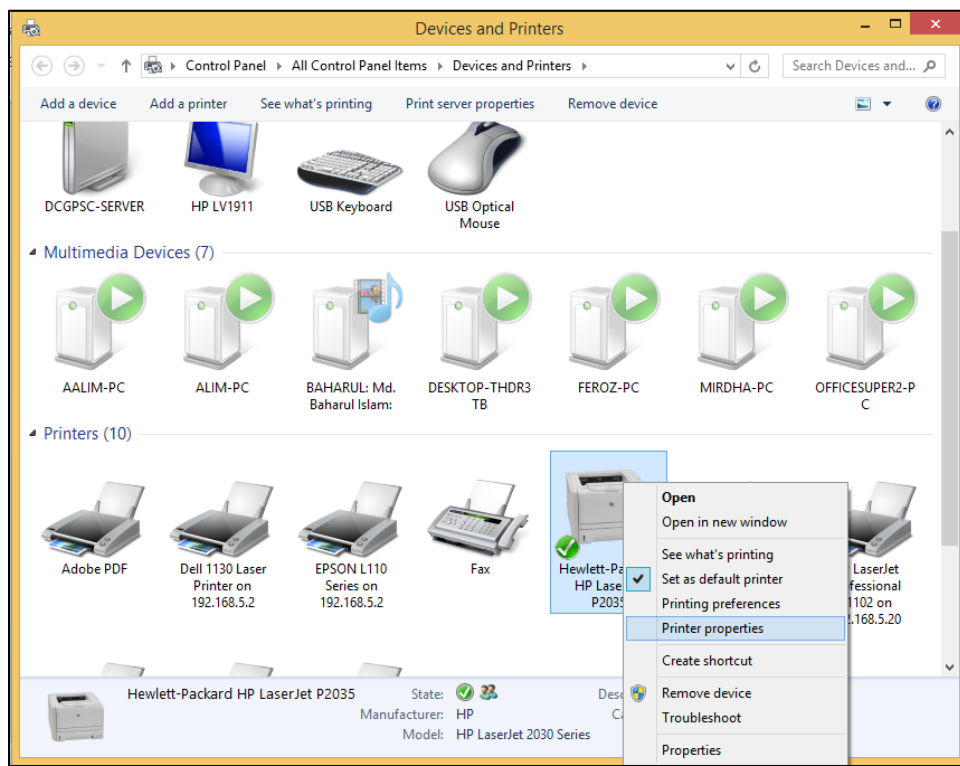 Devices and Printers
Control Panel ▸ All Control Panel Items ▸ Devices and Printers ▸
Search Devices and...
Add a device Add a printer See what's printing Print server properties Remove device
DCGPSC-SERVER
HP LV1911
USB Keyboard
USB Optical
Mouse
Multimedia Devices (7)
AALIM-PC
ALIM-PC
BAHARUL: Md.
Baharul Islam:
DESKTOP-THDR3
TB
FEROZ-PC
MIRDHA-PC
OFFICESUPER2-P
C
Printers (10)
Adobe PDF
Dell 1130 Laser
Printer on
192.168.5.2
EPSON L110
Series on
192.168.5.2
Fax
Hewlett-Pa
HP Lase
P2035
LaserJet
fessional
1102 on
.168.5.20
Open
Open in new window
See what's printing
Set as default printer
Printing preferences
Printer properties
Create shortcut
Remove device
Troubleshoot
Properties
Hewlett-Packard HP LaserJet P2035
State:
Manufacturer: HP
Model: HP LaserJet 2030 Series
Desc
Ca